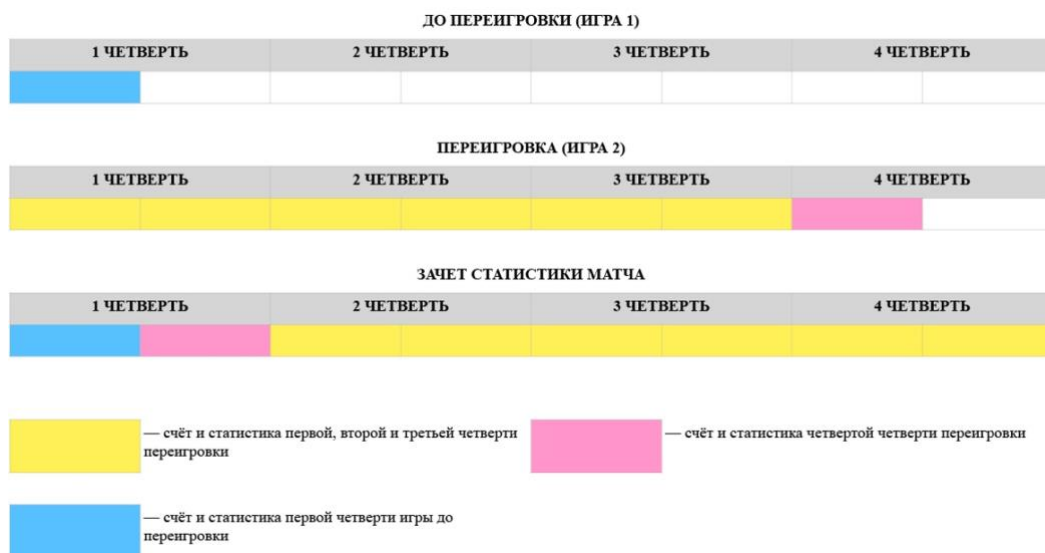 ДО ПЕРЕИГРОВКИ (ИГРА 1)
1 ЧЕТВЕРТЬ 2 ЧЕТВЕРТЬ 3 ЧЕТВЕРТЬ 4 ЧЕТВЕРТЬ
ПЕРЕИГРОВКА (ИГРА 2)
1 ЧЕТВЕРТЬ 2 ЧЕТВЕРТЬ 3 ЧЕТВЕРТЬ 4 ЧЕТВЕРТЬ
ЗАЧЕТ СТАТИСТИКИ МАТЧА
1 ЧЕТВЕРТЬ 2 ЧЕТВЕРТЬ 3 ЧЕТВЕРТЬ 4 ЧЕТВЕРТЬ
— счёт и статистика первой, второй и третьей четверти
переигровки
— счёт и статистика четвертой четверти переигровки
— счёт и статистика первой четверти игры до
переигровки